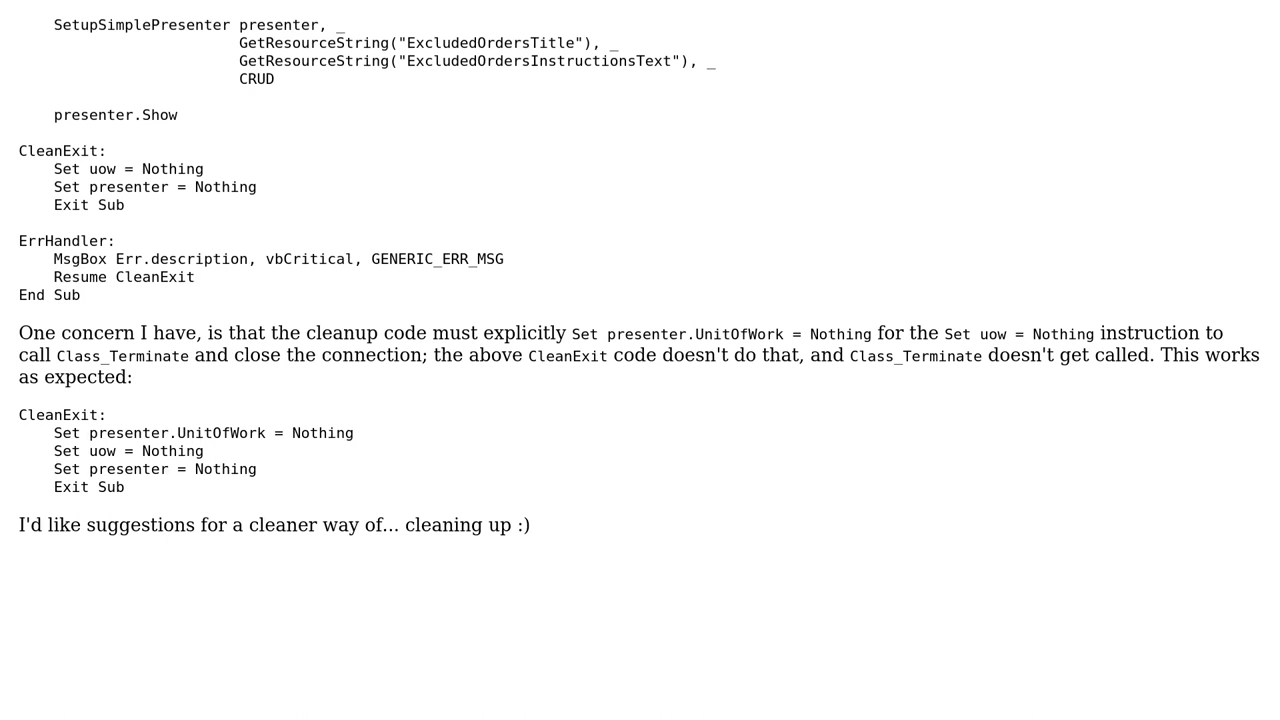 SetupSimplePresenter presenter, _
                         GetResourceString("ExcludedOrdersTitle"), _
                         GetResourceString("ExcludedOrdersInstructionsText"), _
                         CRUD
    presenter.Show
CleanExit:
    Set uow = Nothing
    Set presenter = Nothing
    Exit Sub
ErrHandler:
    MsgBox Err.description, vbCritical, GENERIC_ERR_MSG
    Resume CleanExit
End Sub
One concern I have, is that the cleanup code must explicitly Set presenter.UnitOfWork = Nothing for the Set uow = Nothing instruction to
call Class_Terminate and close the connection; the above CleanExit code doesn't do that, and Class_Terminate doesn't get called. This works
as expected:
CleanExit:
    Set presenter.UnitOfWork = Nothing
    Set uow = Nothing
    Set presenter = Nothing
    Exit Sub
I'd like suggestions for a cleaner way of... cleaning up :)